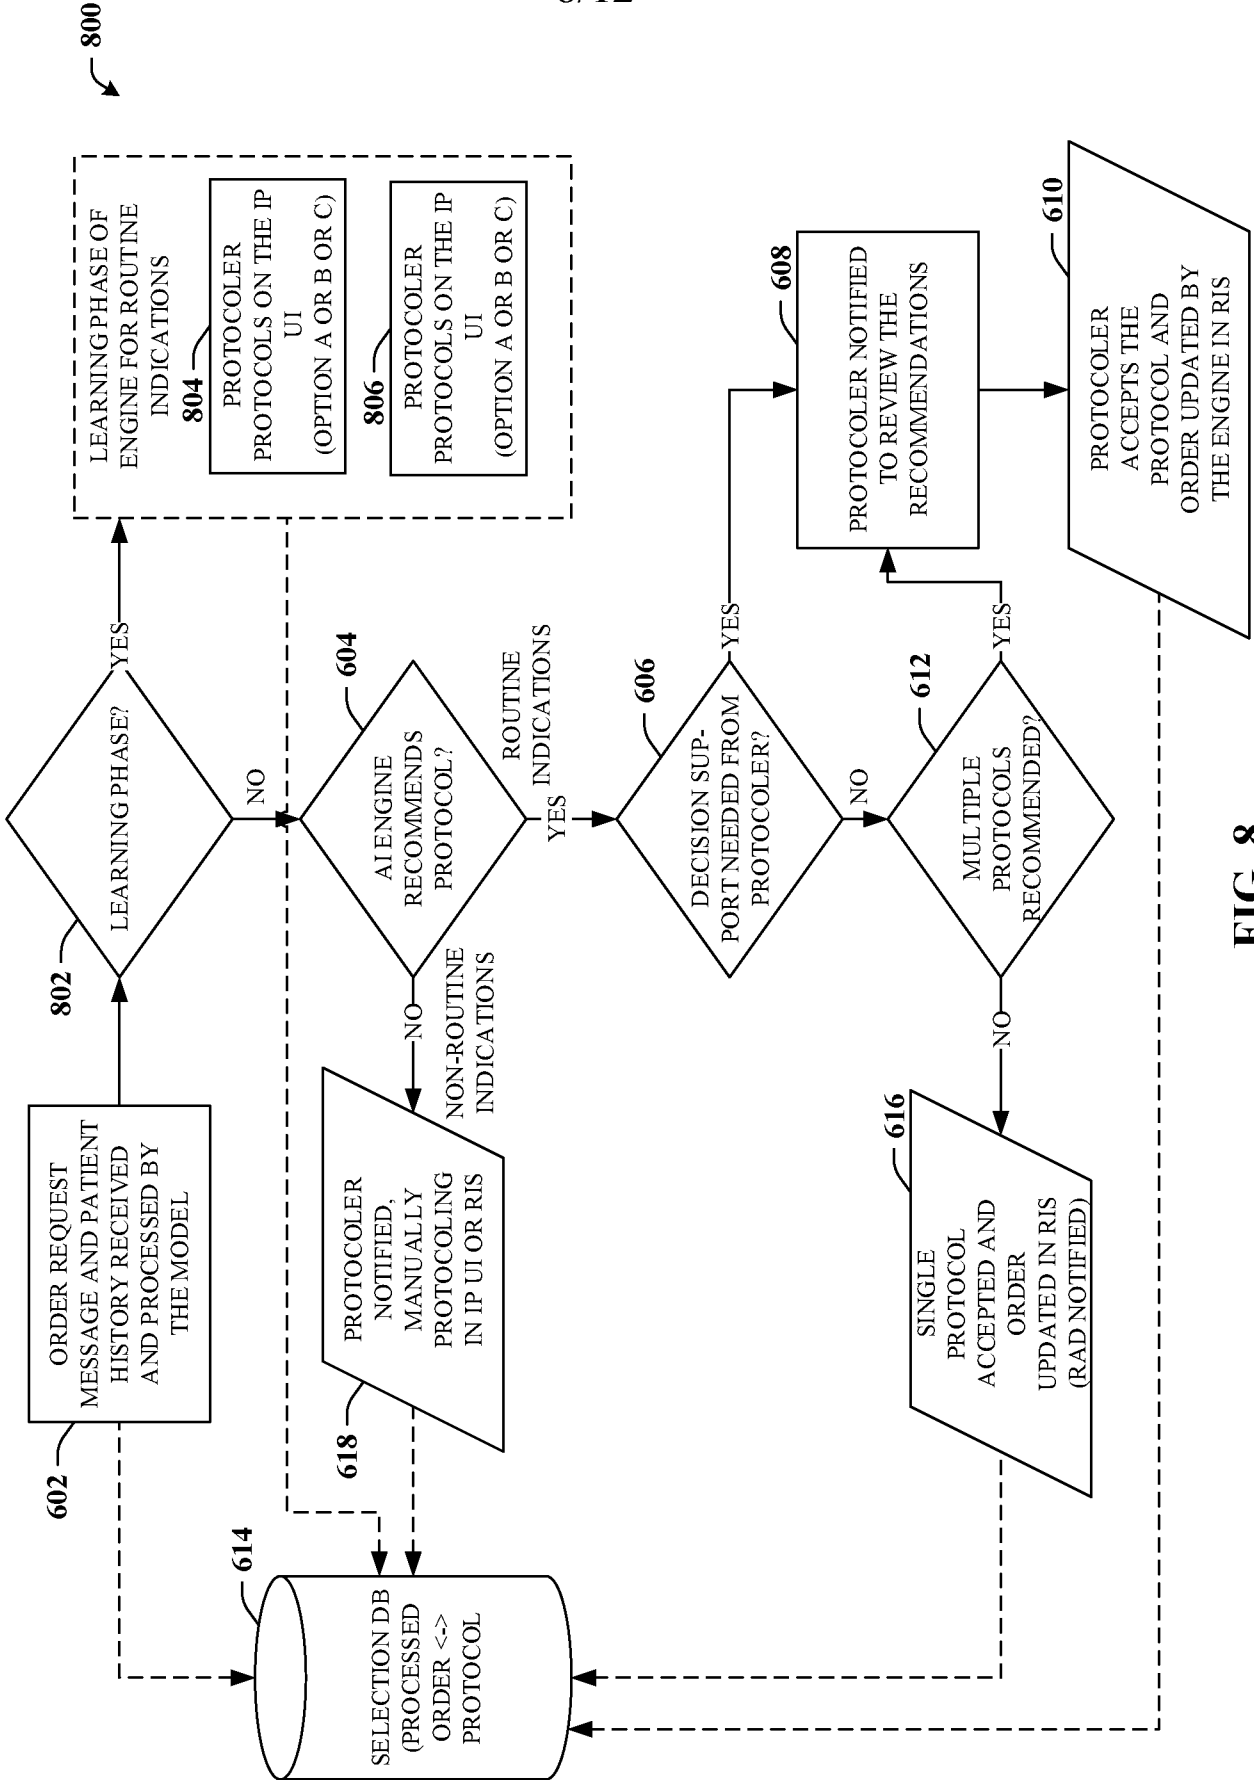 800
LEARNING PHASE OF
ENGINE FOR ROUTINE
INDICATIONS
804
PROTOCOLER
PROTOCOLS ON THE IP
UI
(OPTION A OR B OR C)
806
PROTOCOLER
PROTOCOLS ON THE IP
UI
(OPTION A OR B OR C)
602
ORDER REQUEST
MESSAGE AND PATIENT
HISTORY RECEIVED
AND PROCESSED BY
THE MODEL
802
LEARNING PHASE?
YES
NO
604
AI ENGINE
RECOMMENDS
PROTOCOL?
NO
NON-ROUTINE
INDICATIONS
YES
ROUTINE
INDICATIONS
618
PROTOCOLER
NOTIFIED,
MANUALLY
PROTOCOLING
IN IP UI OR RIS
614
SELECTION DB
(PROCESSED
ORDER <->
PROTOCOL
606
DECISION SUP-
PORT NEEDED FROM
PROTOCOLER?
YES
NO
608
PROTOCOLER NOTIFIED
TO REVIEW THE
RECOMMENDATIONS
612
MULTIPLE
PROTOCOLS
RECOMMENDED?
YES
NO
616
SINGLE
PROTOCOL
ACCEPTED AND
ORDER
UPDATED IN RIS
(RAD NOTIFIED)
610
PROTOCOLER
ACCEPTS THE
PROTOCOL AND
ORDER UPDATED BY
THE ENGINE IN RIS
FIG. 8